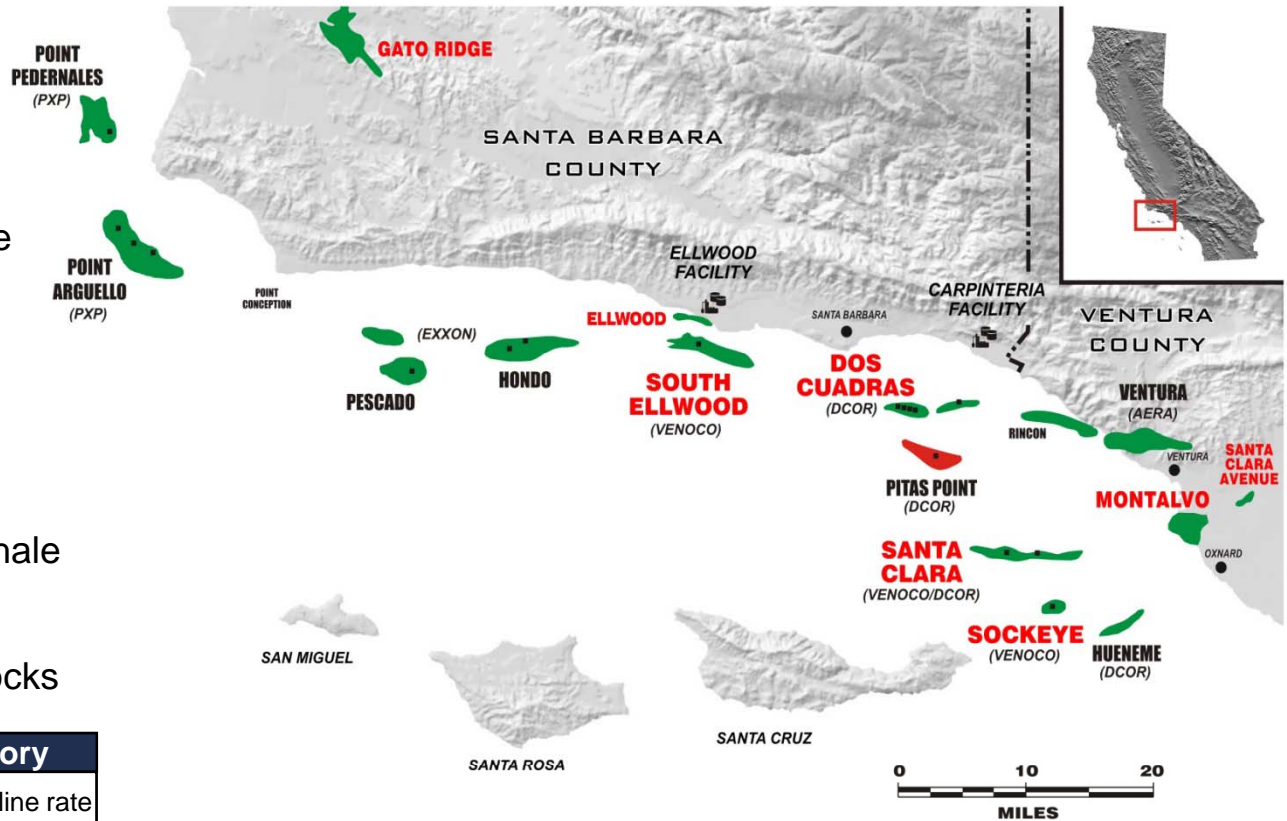 POINT
PEDERNALES
(PXP)
GATO RIDGE
SANTA BARBARA
COUNTY
POINT
ARGUELLO
(PXP)
POINT
CONCEPTION
ELLWOOD
FACILITY
CARPINTERIA
FACILITY
SANTA BARBARA
VENTURA
COUNTY
ELLWOOD
(EXXON)
PESCADO
HONDO
SOUTH
ELLWOOD
(VENOCO)
DOS
CUADRAS
(DCOR)
RINCON
VENTURA
(AERA)
VENTURA
SANTA
CLARA
AVENUE
PITAS POINT
(DCOR)
MONTALVO
OXNARD
SANTA
CLARA
(VENOCO/DCOR)
SOCKEYE
(VENOCO)
HUENEME
(DCOR)
SAN MIGUEL
SANTA ROSA
SANTA CRUZ
0 10 20
MILES
line rate